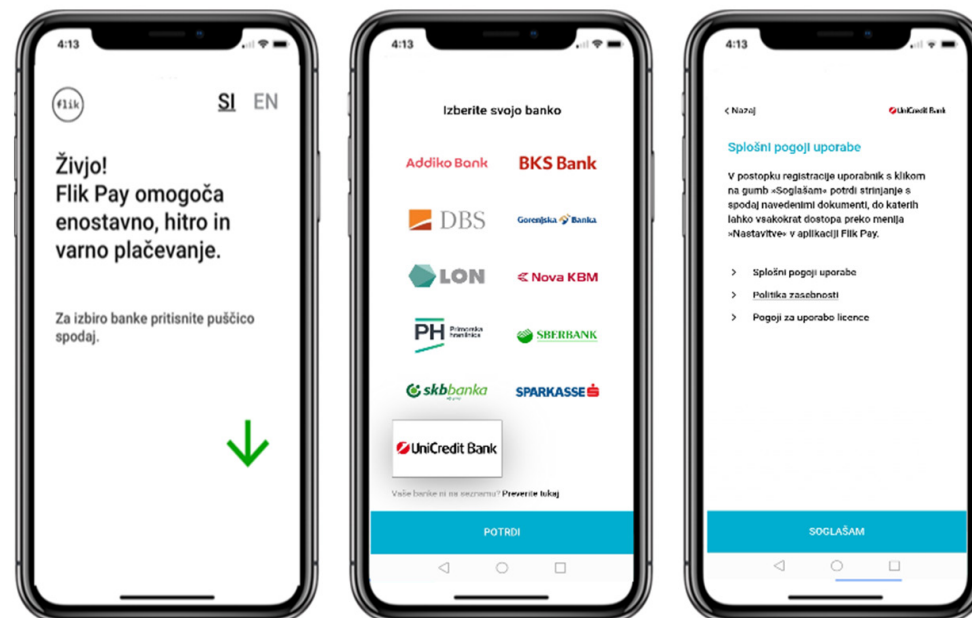 4:13
flik
SI EN
Živjo!
Flik Pay omogoča
enostavno, hitro in
varno plačevanje.
Za izbiro banke pritisnite puščico
spodaj.
4:13
Izberite svojo banko
Addiko Bank
BKS Bank
DBS
Gorenjska Banka
LON
Nova KBM
PH Primorska
hranilnica
SBERBANK
skbbanka
SPARKASSE
UniCredit Bank
Vaše banke ni na seznamu? Preverite tukaj
POTRDI
4:13
< Nazaj
UniCredit Bank
Splošni pogoji uporabe
V postopku registracije uporabnik s klikom
na gumb »Soglašam« potrdi strinjanje s
spodaj navedenimi dokumenti, do katerih
lahko vsakokrat dostopa preko menija
»Nastavitve« v aplikaciji Flik Pay.
> Splošni pogoji uporabe
> Politika zasebnosti
> Pogoji za uporabo licence
SOGLAŠAM